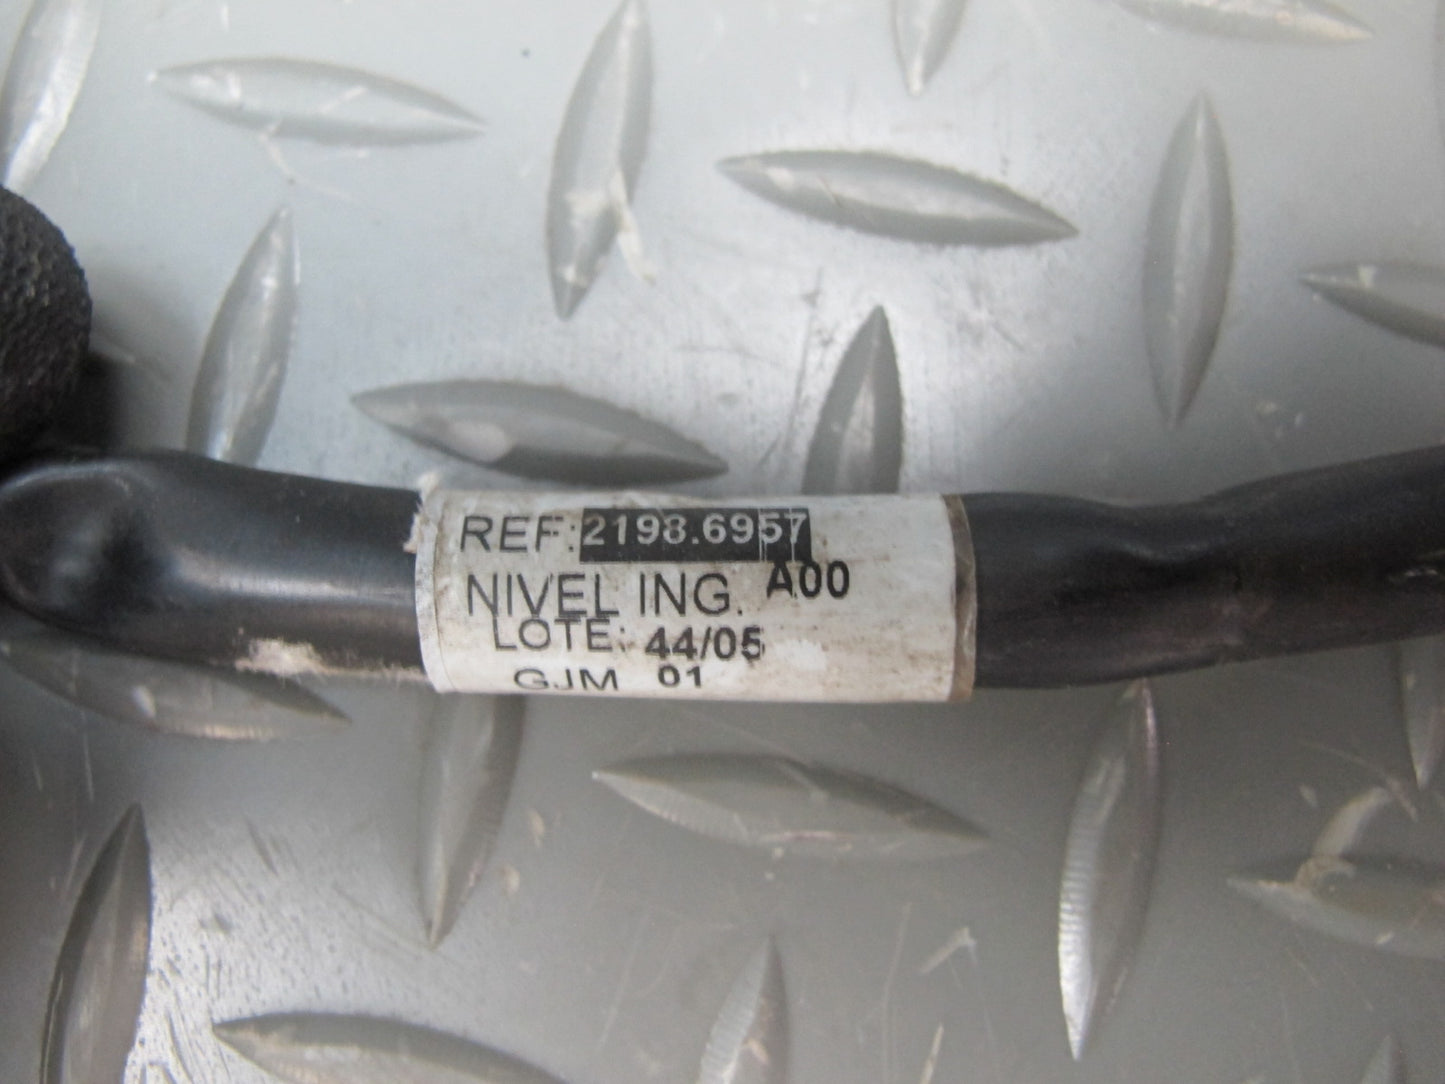 REF: 2198.6957
NIVEL ING. A00
LOTE: 44/05
GJM 01